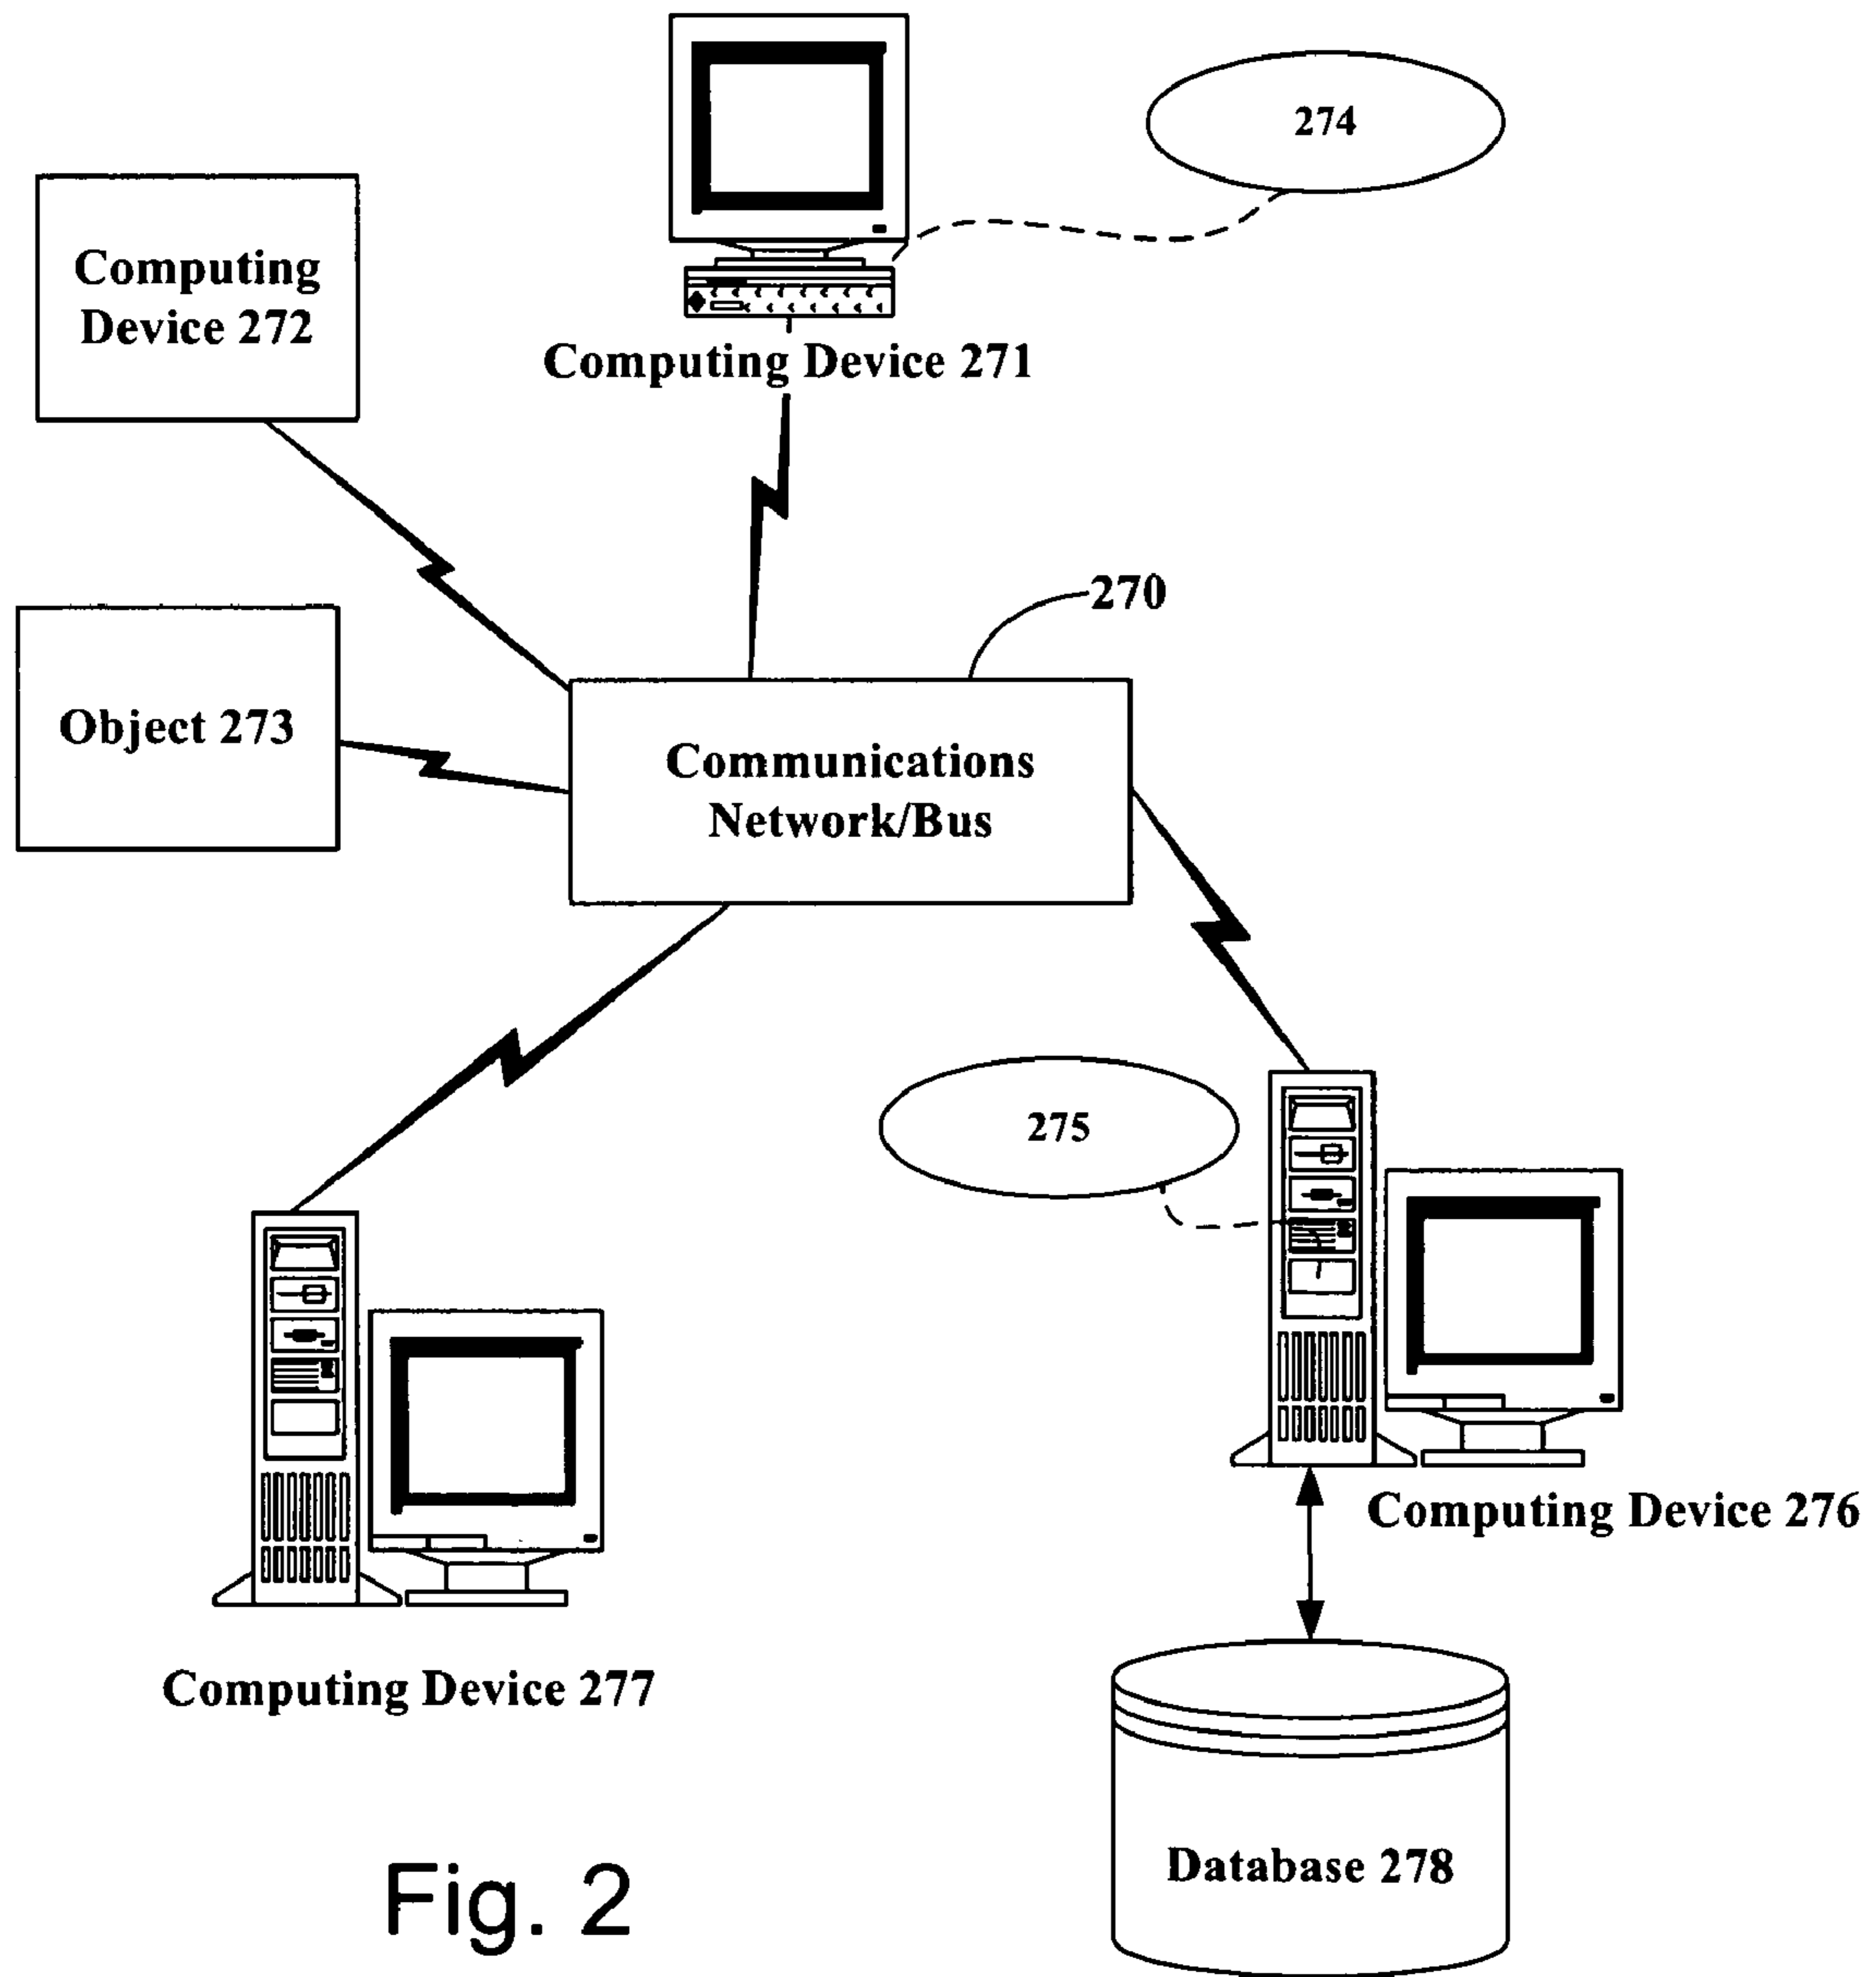 274
Computing
Device 272
Computing Device 271
270
Object 273
Communications
Network/Bus
275
Computing Device 276
Computing Device 277
Database 278
Fig. 2